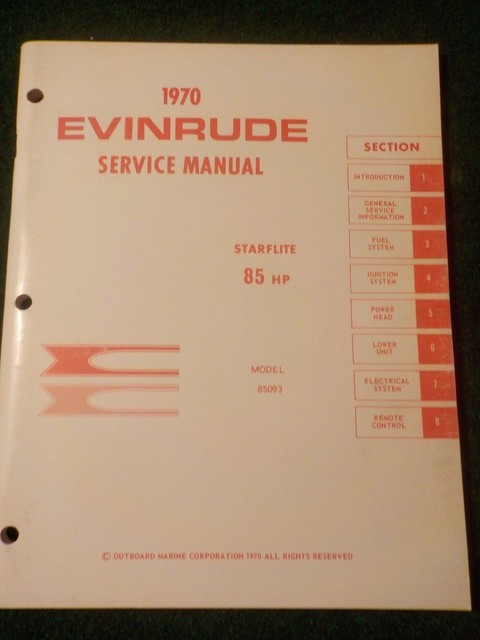 1970
EVINRUDE
SERVICE MANUAL
STARFLITE
85 HP
MODEL
85093
SECTION
INTRODUCTION 1
GENERAL
SERVICE
INFORMATION 2
FUEL
SYSTEM 3
IGNITION
SYSTEM 4
POWER
HEAD 5
LOWER
UNIT 6
ELECTRICAL
SYSTEM 7
REMOTE
CONTROL 8
© OUTBOARD MARINE CORPORATION 1970 ALL RIGHTS RESERVED